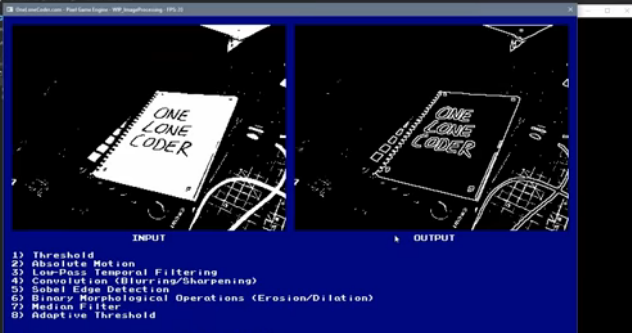 OneLoneCoder.com - Pixel Game Engine - WIP_ImageProcessing - FPS: 33
ONE
LONE
CODER
ONE
LONE
CODER
INPUT
OUTPUT
1) Threshold
2) Absolute Motion
3) Low-Pass Temporal Filtering
4) Convolution (Blurring/Sharpening)
5) Sobel Edge Detection
6) Binary Morphological Operations (Erosion/Dilation)
7) Median Filter
8) Adaptive Threshold